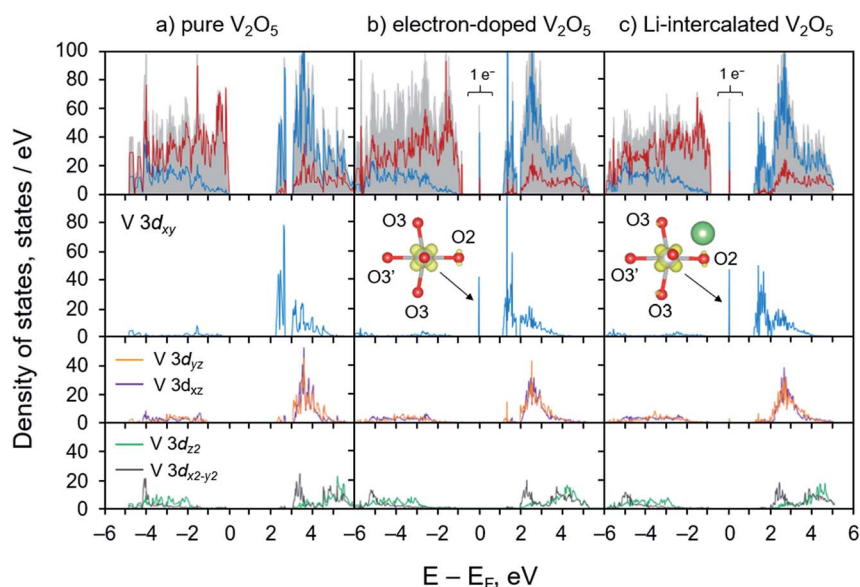 a) pure V₂O₅
b) electron-doped V₂O₅
c) Li-intercalated V₂O₅
Density of states, states / eV
100
80
60
40
20
0
1 e⁻
1 e⁻
V 3dxy
80
60
40
20
0
O3
O2
O3'
O3
O3
O2
O3'
O3
V 3dyz
V 3dxz
40
20
0
V 3dz2
V 3dx2-y2
40
20
0
–6 –4 –2 0 2 4 –6 –4 –2 0 2 4 –6 –4 –2 0 2 4 6
E – EF, eV